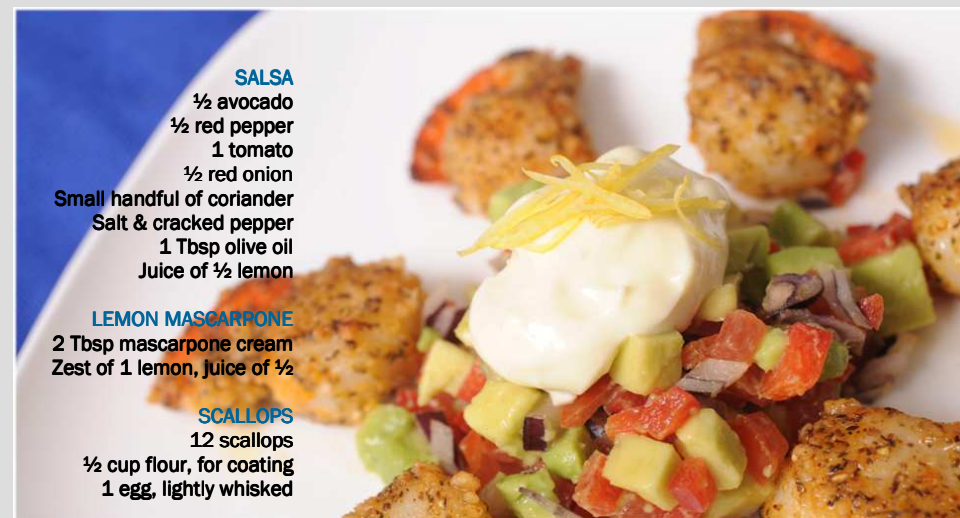 SALSA
½ avocado
½ red pepper
1 tomato
½ red onion
Small handful of coriander
Salt & cracked pepper
1 Tbsp olive oil
Juice of ½ lemon
LEMON MASCARPONE
2 Tbsp mascarpone cream
Zest of 1 lemon, juice of ½
SCALLOPS
12 scallops
½ cup flour, for coating
1 egg, lightly whisked